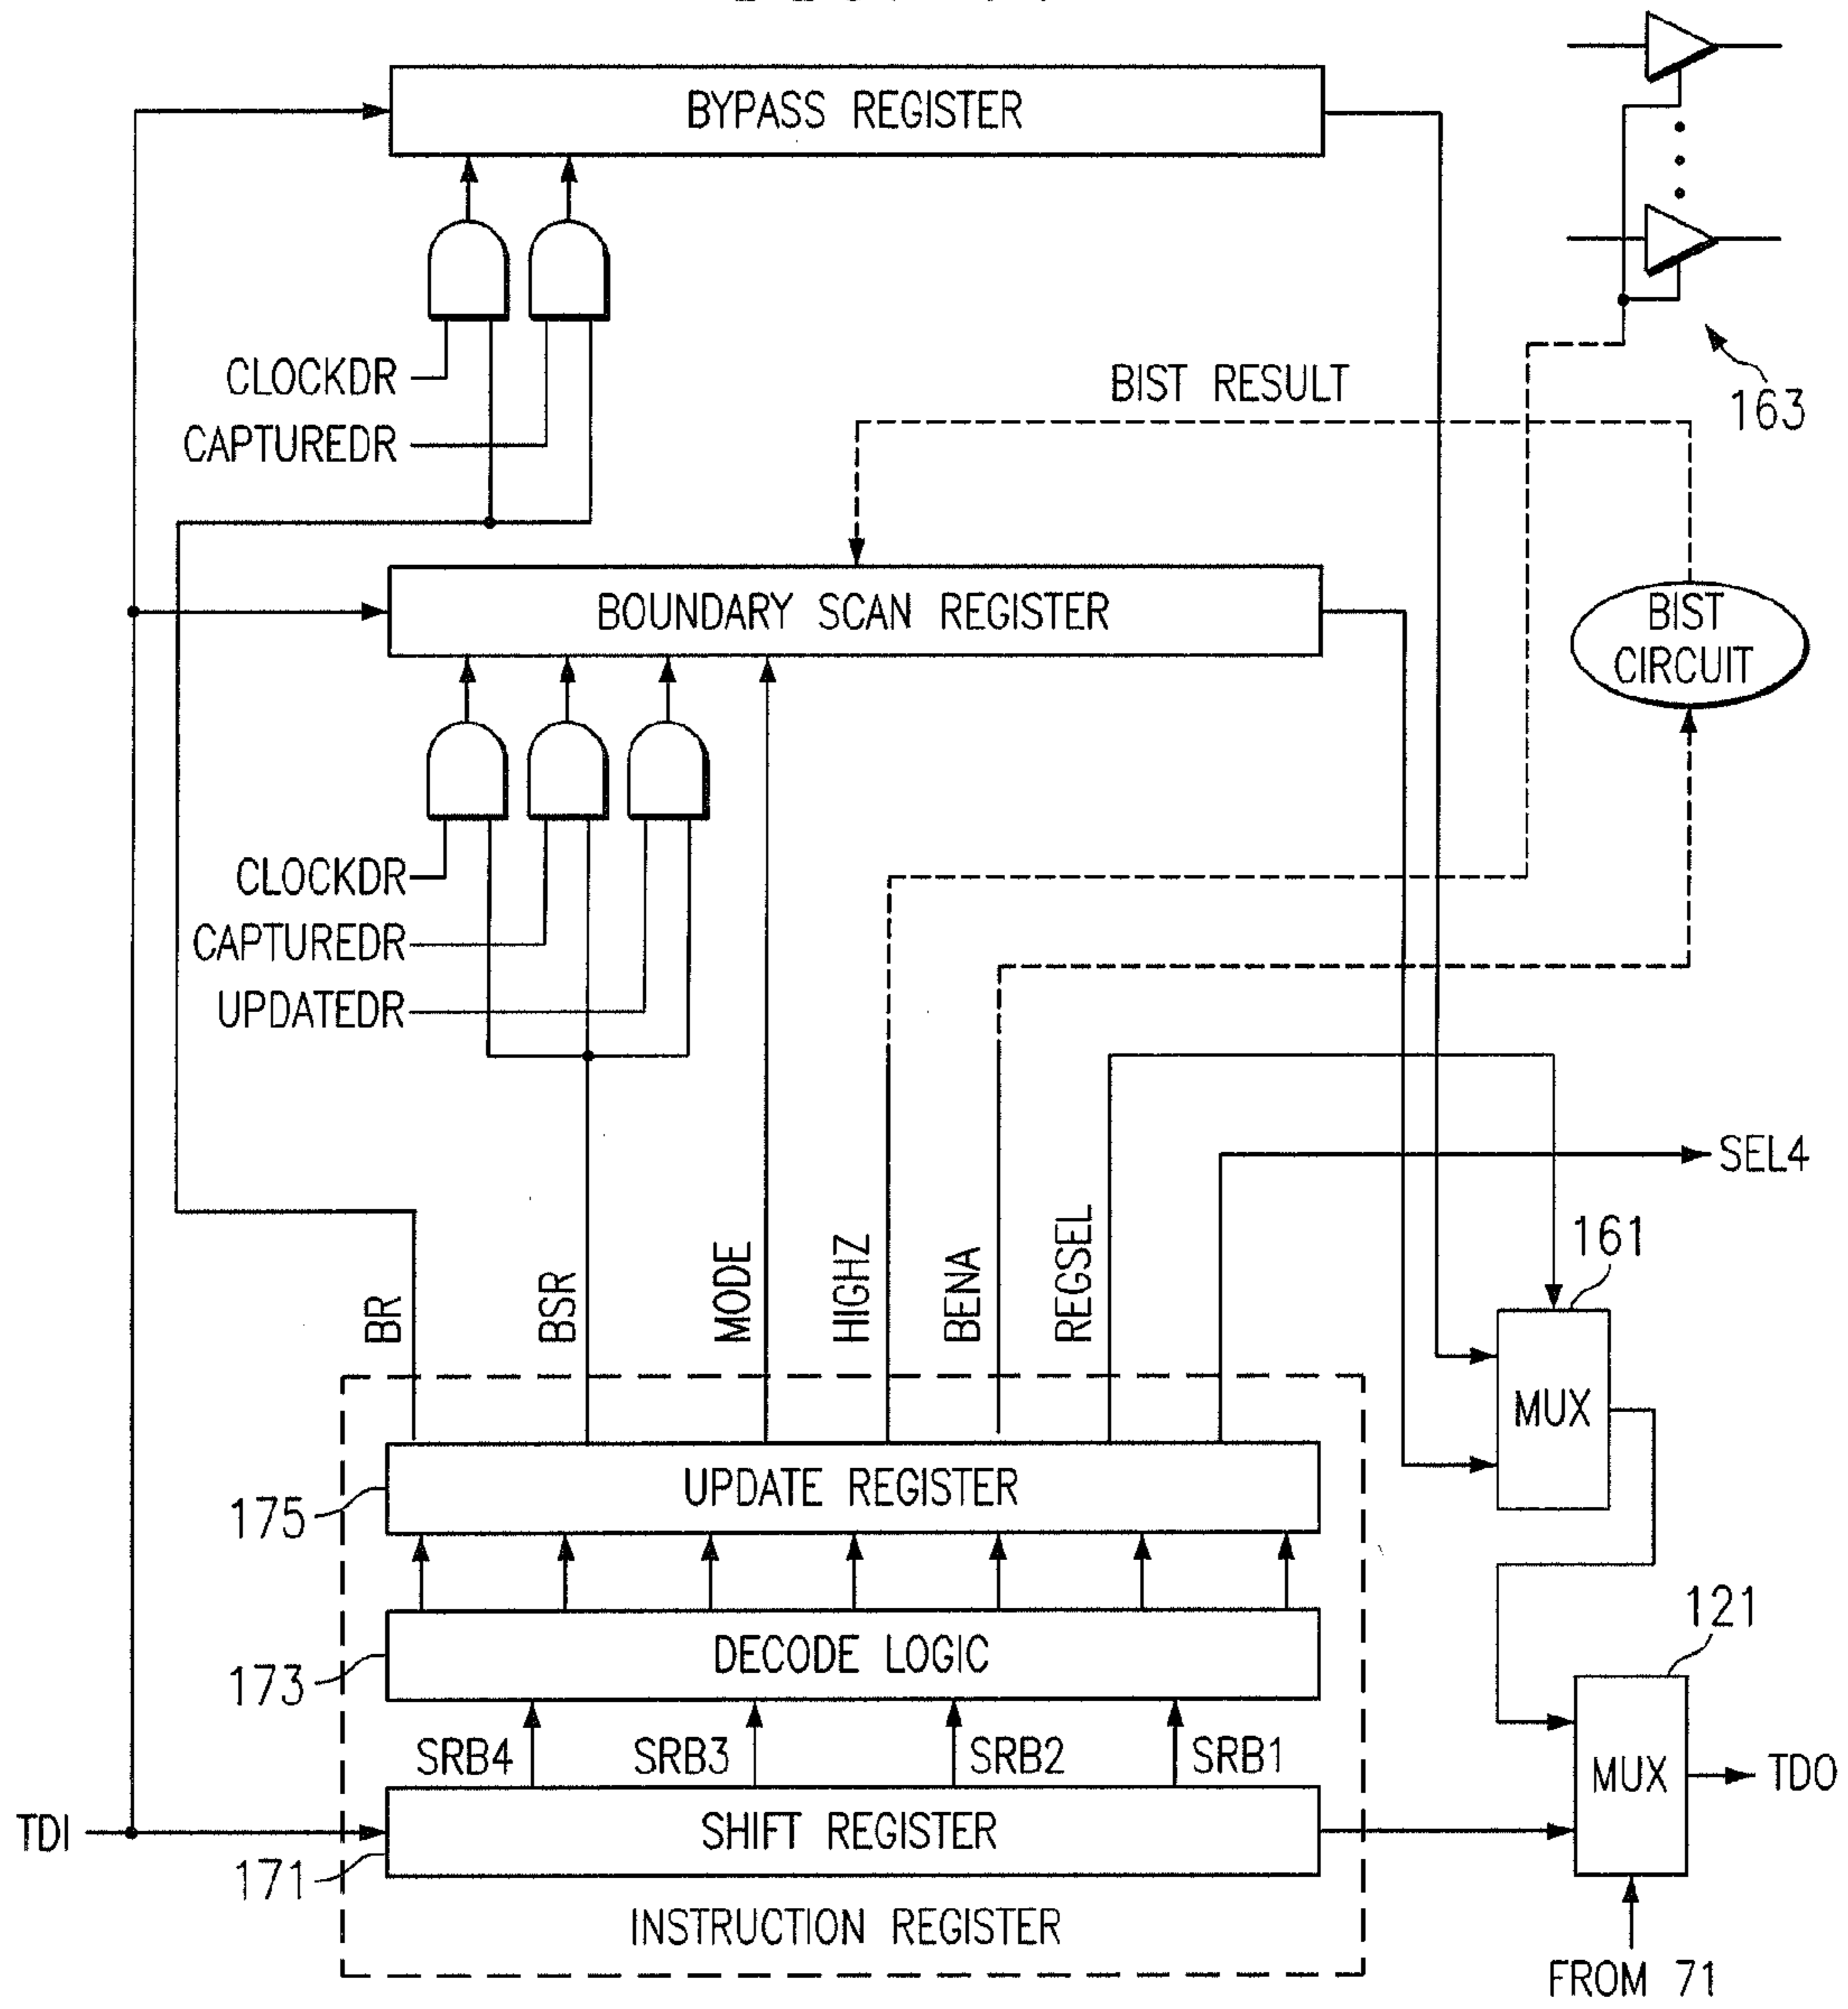 BYPASS REGISTER
CLOCKDR
CAPTUREDR
BIST RESULT
163
BOUNDARY SCAN REGISTER
BIST
CIRCUIT
CLOCKDR
CAPTUREDR
UPDATEDR
SEL4
BR
BSR
MODE
HIGHZ
BENA
REGSEL
161
MUX
UPDATE REGISTER
175
DECODE LOGIC
173
121
SRB4
SRB3
SRB2
SRB1
MUX
TDO
TDI
SHIFT REGISTER
171
INSTRUCTION REGISTER
FROM 71